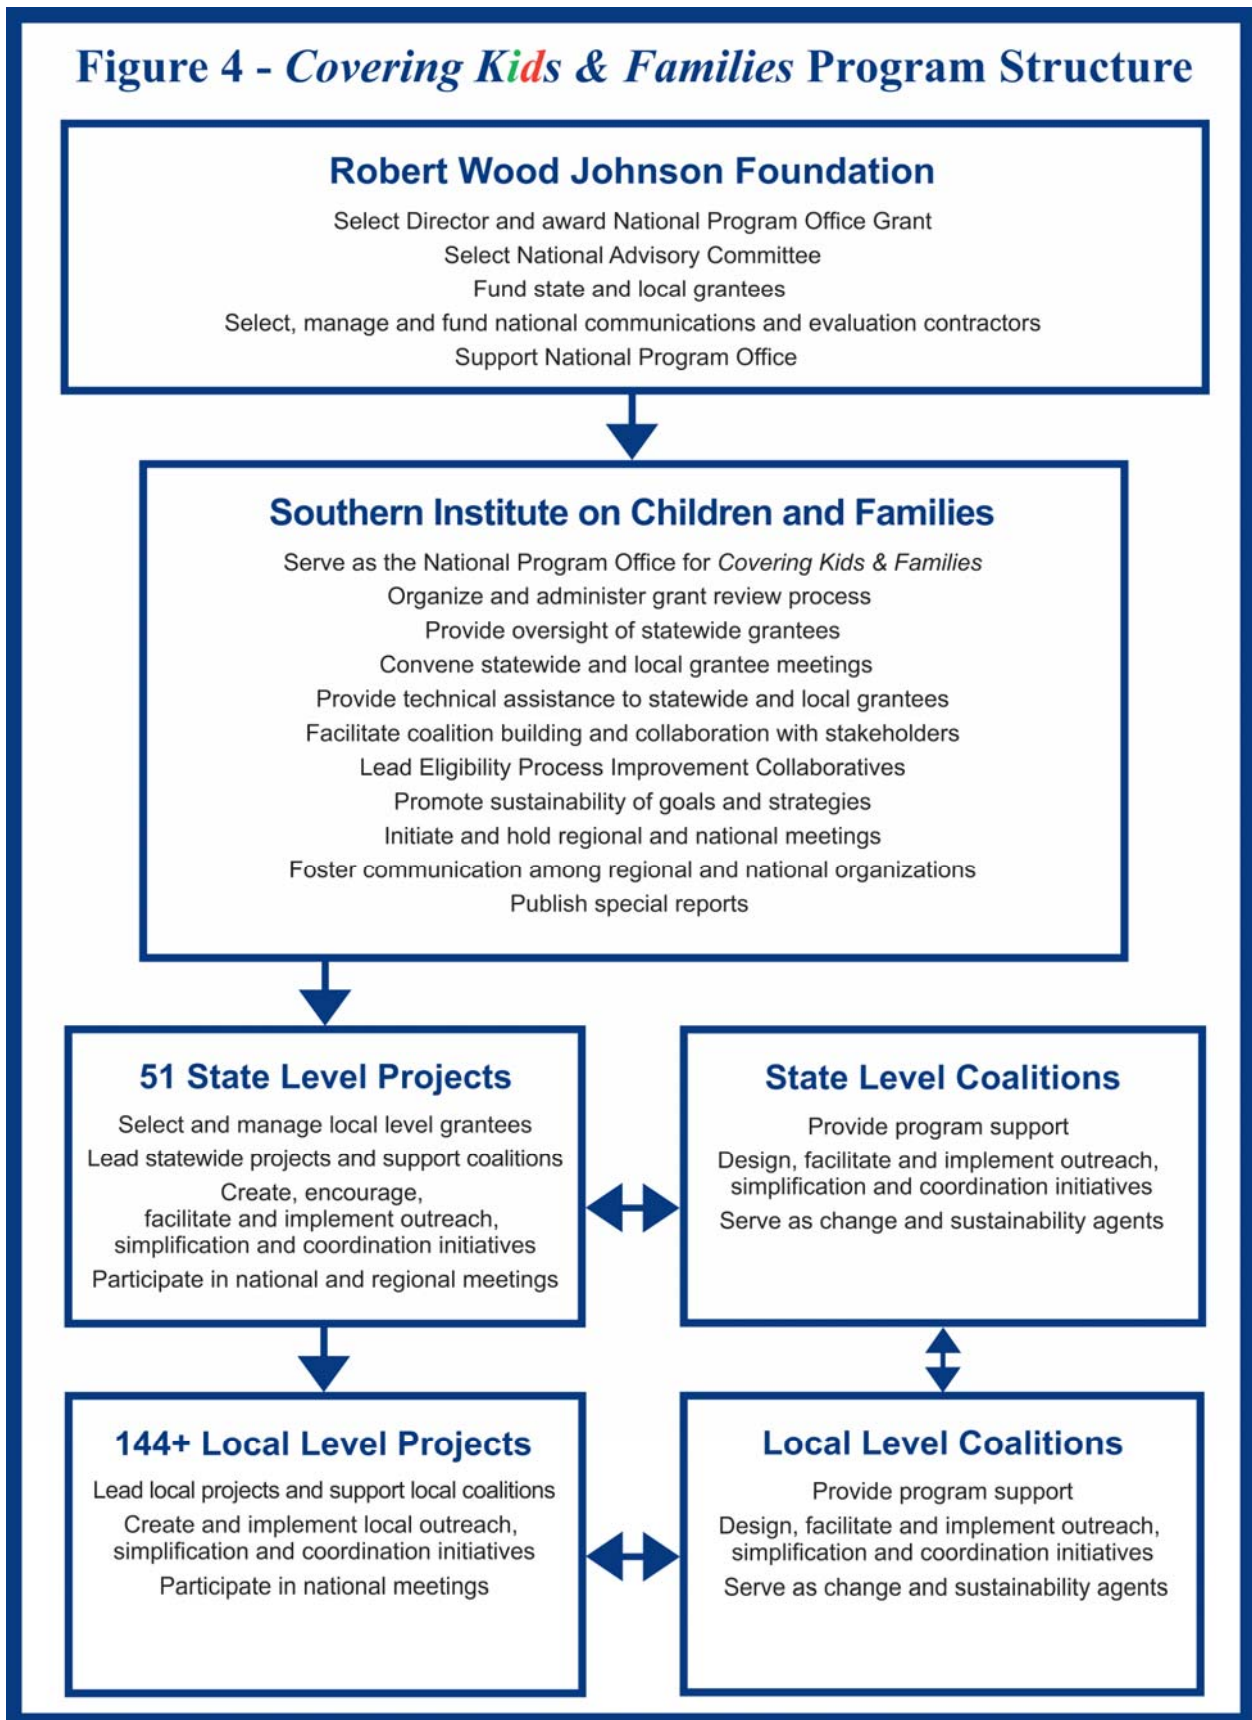 Figure 4 - Covering Kids & Families Program Structure
Robert Wood Johnson Foundation
Select Director and award National Program Office Grant
Select National Advisory Committee
Fund state and local grantees
Select, manage and fund national communications and evaluation contractors
Support National Program Office
Southern Institute on Children and Families
Serve as the National Program Office for Covering Kids & Families
Organize and administer grant review process
Provide oversight of statewide grantees
Convene statewide and local grantee meetings
Provide technical assistance to statewide and local grantees
Facilitate coalition building and collaboration with stakeholders
Lead Eligibility Process Improvement Collaboratives
Promote sustainability of goals and strategies
Initiate and hold regional and national meetings
Foster communication among regional and national organizations
Publish special reports
51 State Level Projects
Select and manage local level grantees
Lead statewide projects and support coalitions
Create, encourage,
facilitate and implement outreach,
simplification and coordination initiatives
Participate in national and regional meetings
State Level Coalitions
Provide program support
Design, facilitate and implement outreach,
simplification and coordination initiatives
Serve as change and sustainability agents
144+ Local Level Projects
Lead local projects and support local coalitions
Create and implement local outreach,
simplification and coordination initiatives
Participate in national meetings
Local Level Coalitions
Provide program support
Design, facilitate and implement outreach,
simplification and coordination initiatives
Serve as change and sustainability agents